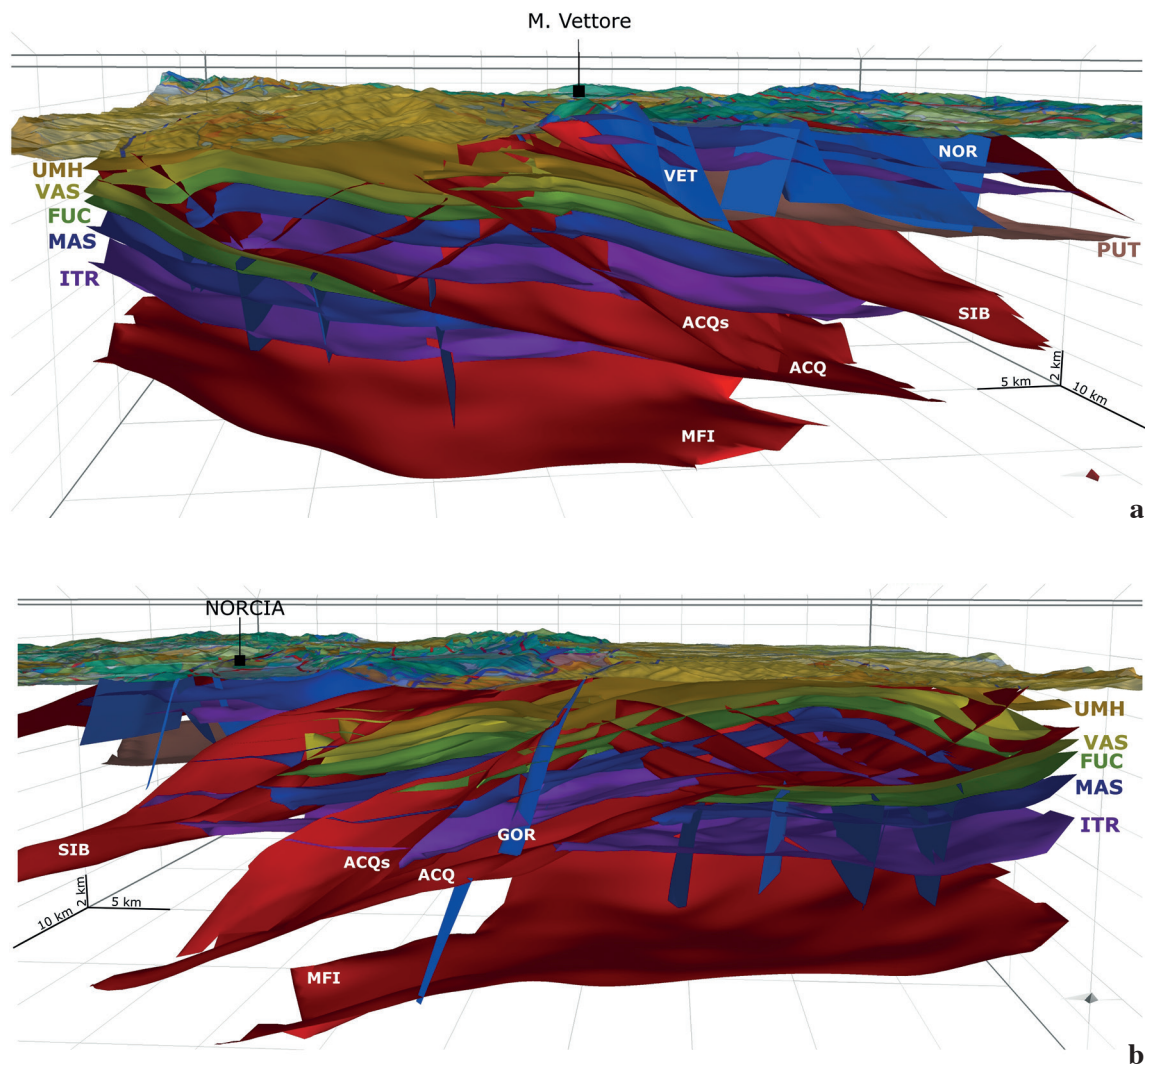 M. Vettore
NOR
UMH
VET
VAS
FUC
MAS
PUT
ITR
SIB
ACQs
ACQ
2 km
5 km
10 km
MFI
a
NORCIA
UMH
VAS
FUC
MAS
ITR
GOR
SIB
ACQs
ACQ
2 km
5 km
10 km
MFI
b